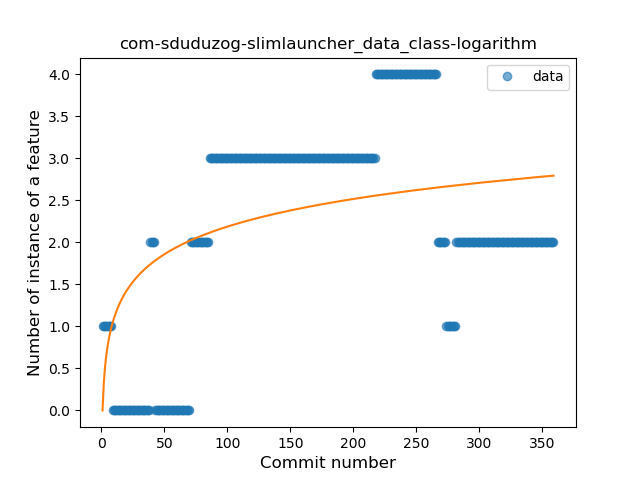 com-sduduzog-slimlauncher_data_class-logarithm
data
Number of instance of a feature
4.0
3.5
3.0
2.5
2.0
1.5
1.0
0.5
0.0
0 50 100 150 200 250 300 350
Commit number